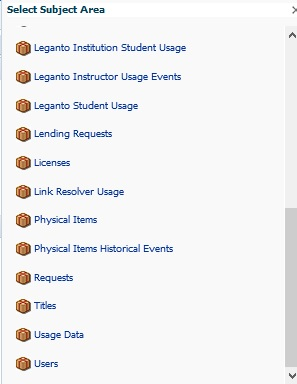 Select Subject Area
Leganto Institution Student Usage
Leganto Instructor Usage Events
Leganto Student Usage
Lending Requests
Licenses
Link Resolver Usage
Physical Items
Physical Items Historical Events
Requests
Titles
Usage Data
Users